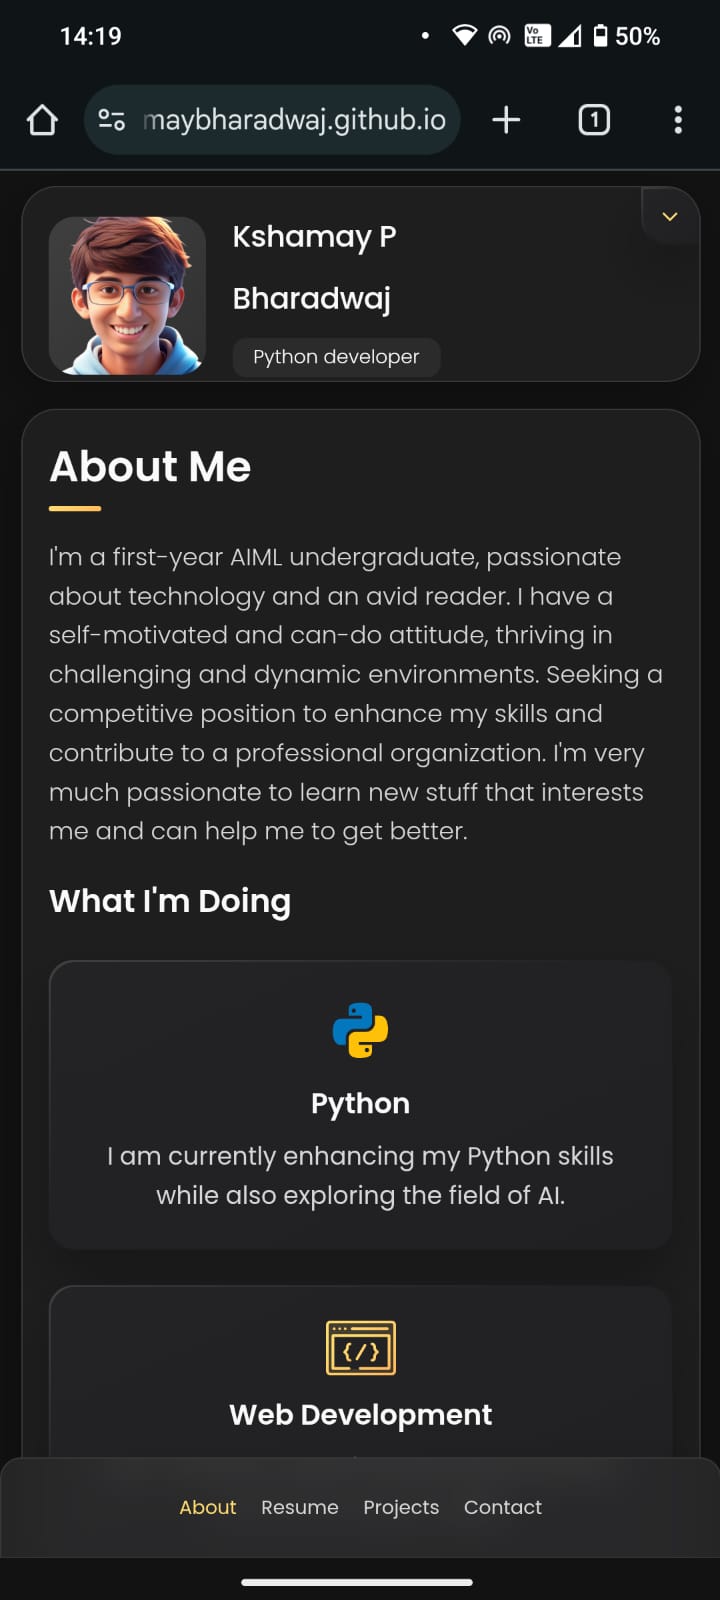 14:19
Vo
LTE
50%
maybharadwaj.github.io
1
Kshamay P
Bharadwaj
Python developer
About Me
I'm a first-year AIML undergraduate, passionate
about technology and an avid reader. I have a
self-motivated and can-do attitude, thriving in
challenging and dynamic environments. Seeking a
competitive position to enhance my skills and
contribute to a professional organization. I'm very
much passionate to learn new stuff that interests
me and can help me to get better.
What I'm Doing
Python
I am currently enhancing my Python skills
while also exploring the field of AI.
{/}
Web Development
About Resume Projects Contact